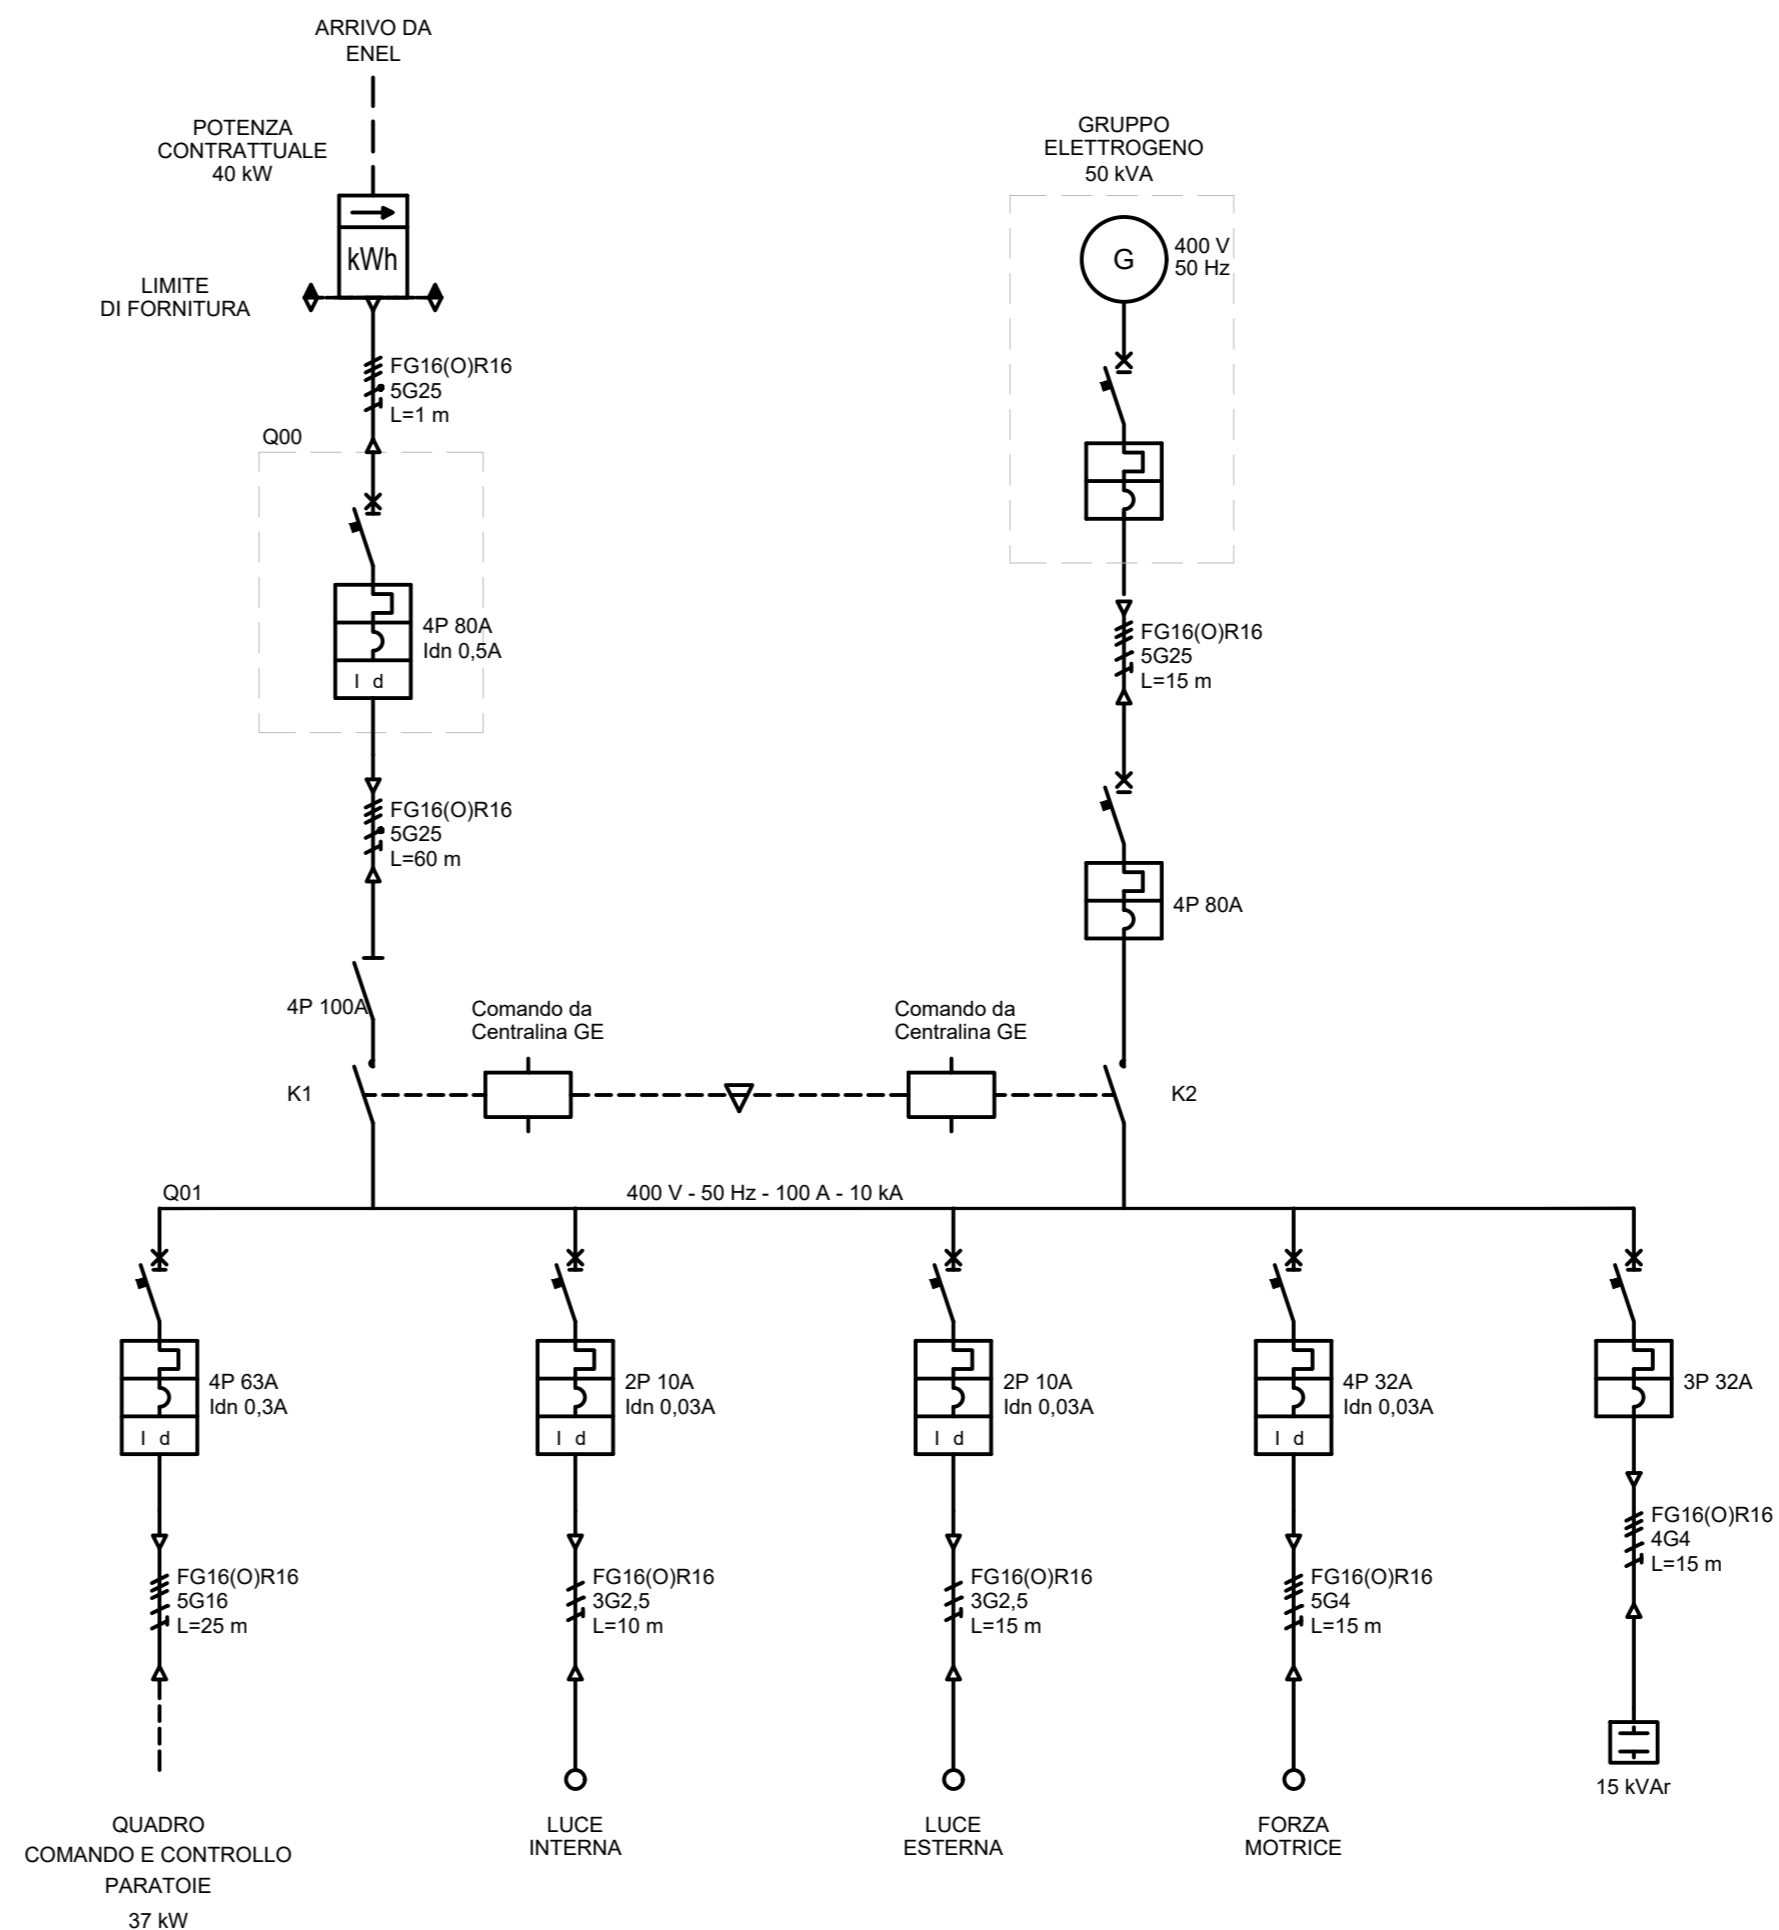 ARRIVO DA
ENEL
POTENZA
CONTRATTUALE
40 kW
kWh
LIMITE
DI FORNITURA
FG16(O)R16
5G25
L=1 m
Q00
4P 80A
Idn 0,5A
I d
FG16(O)R16
5G25
L=60 m
4P 100A
GRUPPO
ELETTROGENO
50 kVA
G
400 V
50 Hz
FG16(O)R16
5G25
L=15 m
4P 80A
Comando da
Centralina GE
Comando da
Centralina GE
K1
K2
Q01
400 V - 50 Hz - 100 A - 10 kA
4P 63A
Idn 0,3A
I d
FG16(O)R16
5G16
L=25 m
QUADRO
COMANDO E CONTROLLO
PARATOIE
37 kW
2P 10A
Idn 0,03A
I d
FG16(O)R16
3G2,5
L=10 m
LUCE
INTERNA
2P 10A
Idn 0,03A
I d
FG16(O)R16
3G2,5
L=15 m
LUCE
ESTERNA
4P 32A
Idn 0,03A
I d
FG16(O)R16
5G4
L=15 m
FORZA
MOTRICE
3P 32A
FG16(O)R16
4G4
L=15 m
15 kVAr